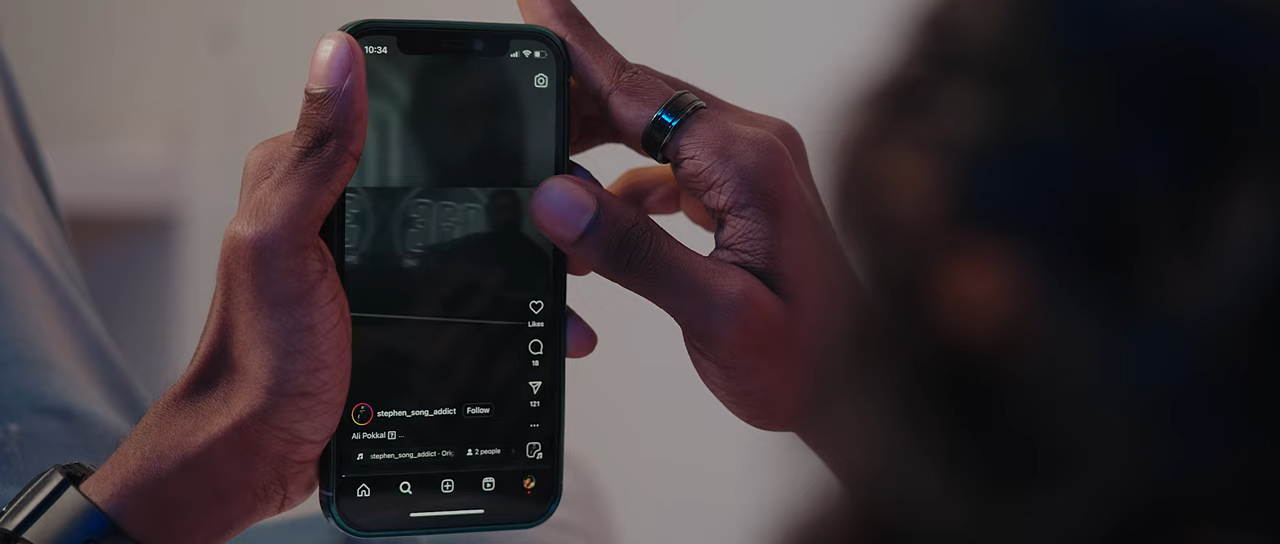 10:34
Likes
18
121
stephen_song_addict Follow
Ali Pokkal ? ...
stephen_song_addict · Orig 2 people